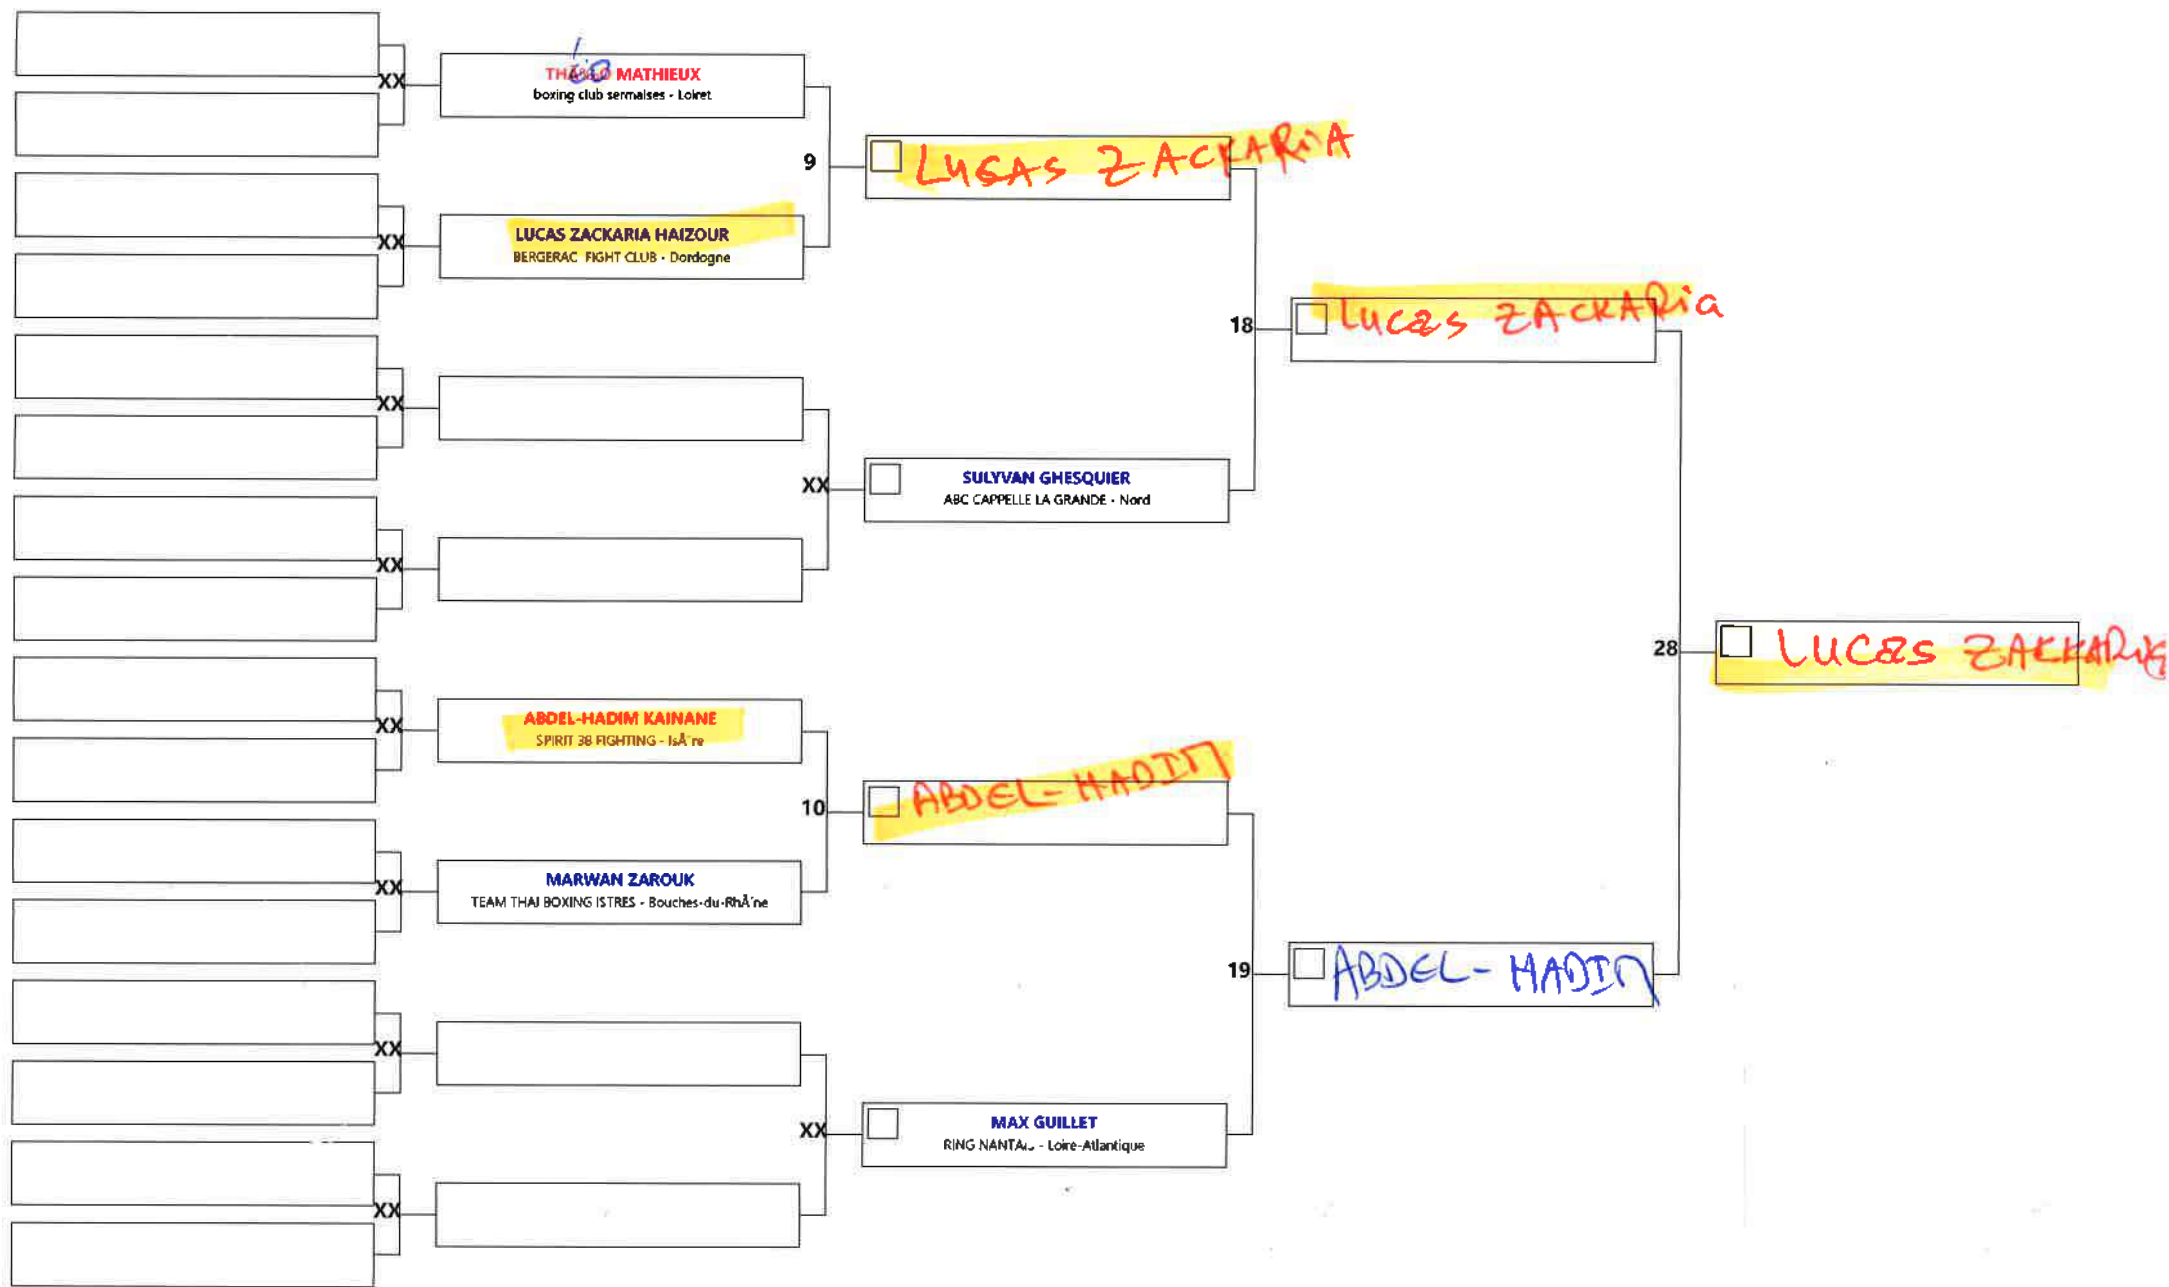 XX
MATHIEUX
boxing club sermaises - Loiret
9
LUCAS ZACKARIA
XX
LUCAS ZACKARIA HAIZOUR
BERGERAC FIGHT CLUB - Dordogne
18
Lucas ZACKARia
XX
XX
SULYVAN GHESQUIER
ABC CAPPELLE LA GRANDE - Nord
XX
28
LUCas ZAKKARia
XX
ABDEL-HADIM KAINANE
SPIRIT 38 FIGHTING - IsÃ¨re
10
ABDEL-HADIM
XX
MARWAN ZAROUK
TEAM THAI BOXING ISTRES - Bouches-du-RhÃ´ne
19
ABDEL-HADIM
XX
XX
MAX GUILLET
RING - Loire-Atlantique
XX